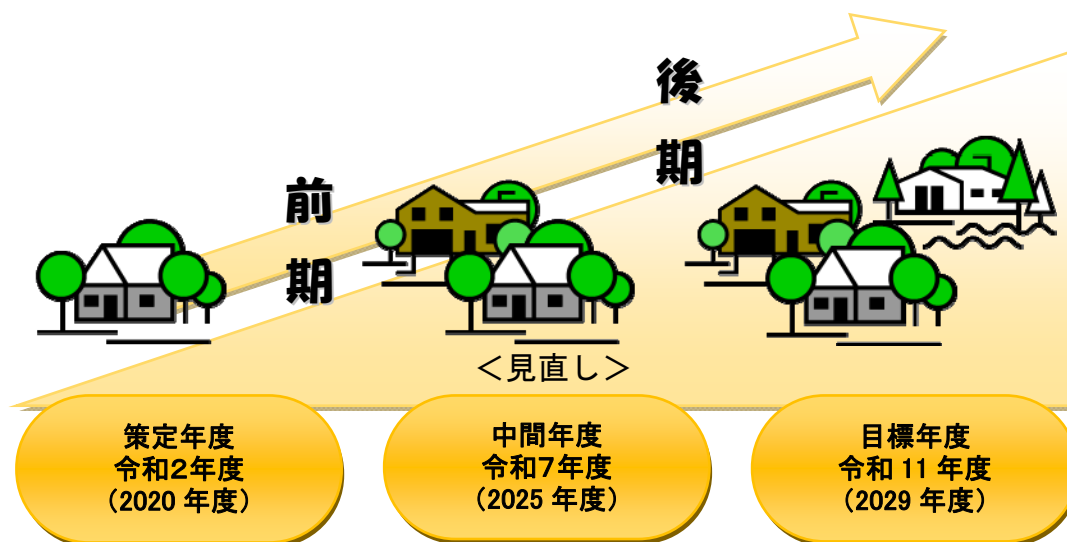 前期
後期
＜見直し＞
策定年度
令和２年度
（2020 年度）
中間年度
令和７年度
（2025 年度）
目標年度
令和 11 年度
（2029 年度）